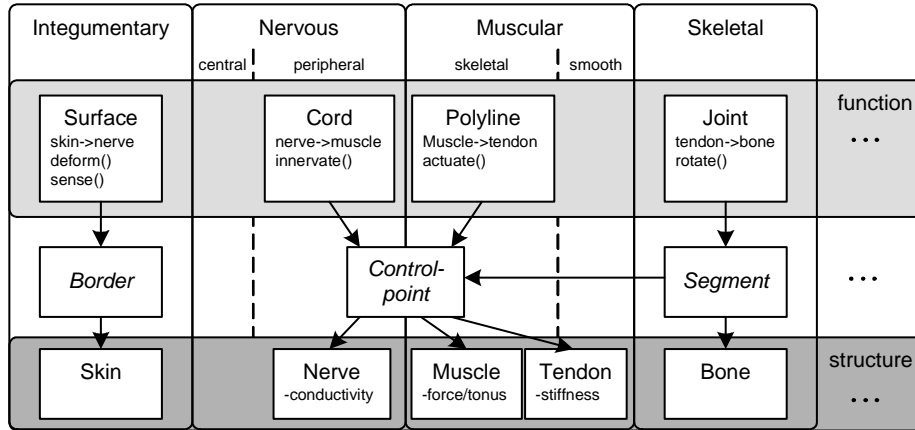 Integumentary
Nervous
Muscular
Skeletal
central
peripheral
skeletal
smooth
Surface
skin->nerve
deform()
sense()
Cord
nerve->muscle
innervate()
Polyline
Muscle->tendon
actuate()
Joint
tendon->bone
rotate()
function
...
Border
Control-
point
Segment
...
Skin
Nerve
-conductivity
Muscle
-force/tonus
Tendon
-stiffness
Bone
structure
...